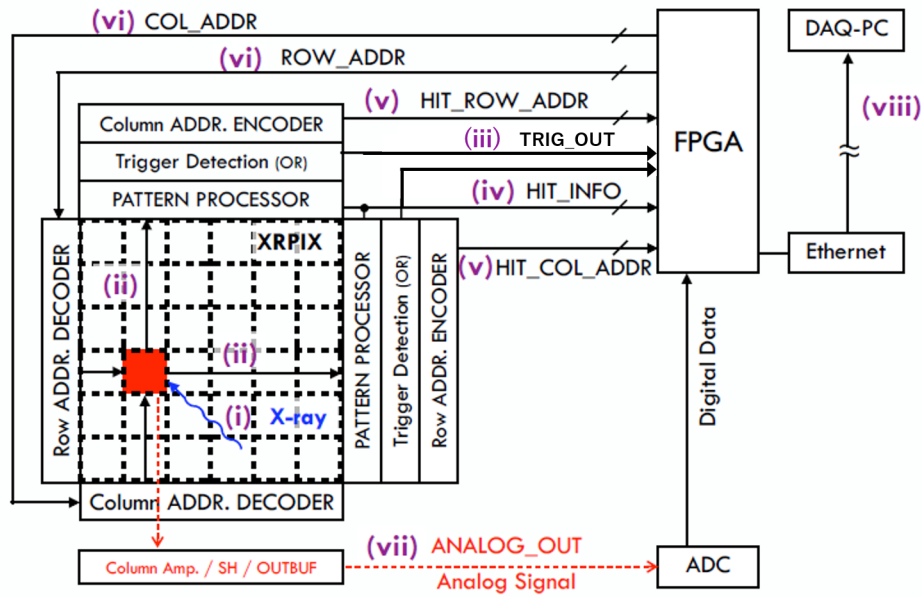 (vi) COL_ADDR
DAQ-PC
(vi) ROW_ADDR
(viii)
(v) HIT_ROW_ADDR
Column ADDR. ENCODER
(iii) TRIG_OUT
FPGA
Trigger Detection (OR)
(iv) HIT_INFO
PATTERN PROCESSOR
XRPIX
Ethernet
(v) HIT_COL_ADDR
(ii)
(ii)
Row ADDR. DECODER
PATTERN PROCESSOR
Trigger Detection (OR)
Row ADDR. ENCODER
Digital Data
(i) X-ray
Column ADDR. DECODER
(vii) ANALOG_OUT
Column Amp. / SH / OUTBUF
ADC
Analog Signal